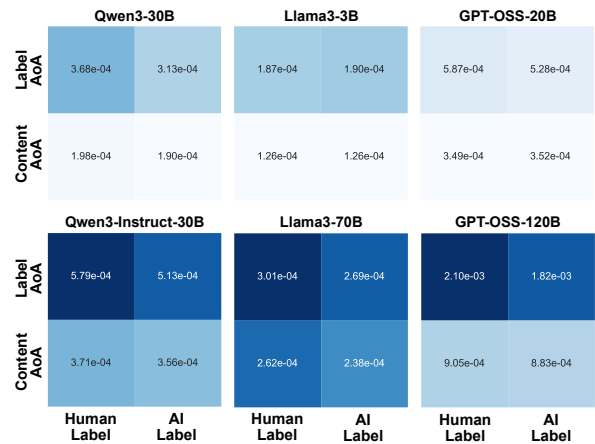 Qwen3-30B Llama3-3B GPT-OSS-20B
Label AoA 3.68e-04 3.13e-04 1.87e-04 1.90e-04 5.87e-04 5.28e-04
Content AoA 1.98e-04 1.90e-04 1.26e-04 1.26e-04 3.49e-04 3.52e-04
Qwen3-Instruct-30B Llama3-70B GPT-OSS-120B
Label AoA 5.79e-04 5.13e-04 3.01e-04 2.69e-04 2.10e-03 1.82e-03
Content AoA 3.71e-04 3.56e-04 2.62e-04 2.38e-04 9.05e-04 8.83e-04
Human AI Human AI Human AI
Label Label Label Label Label Label